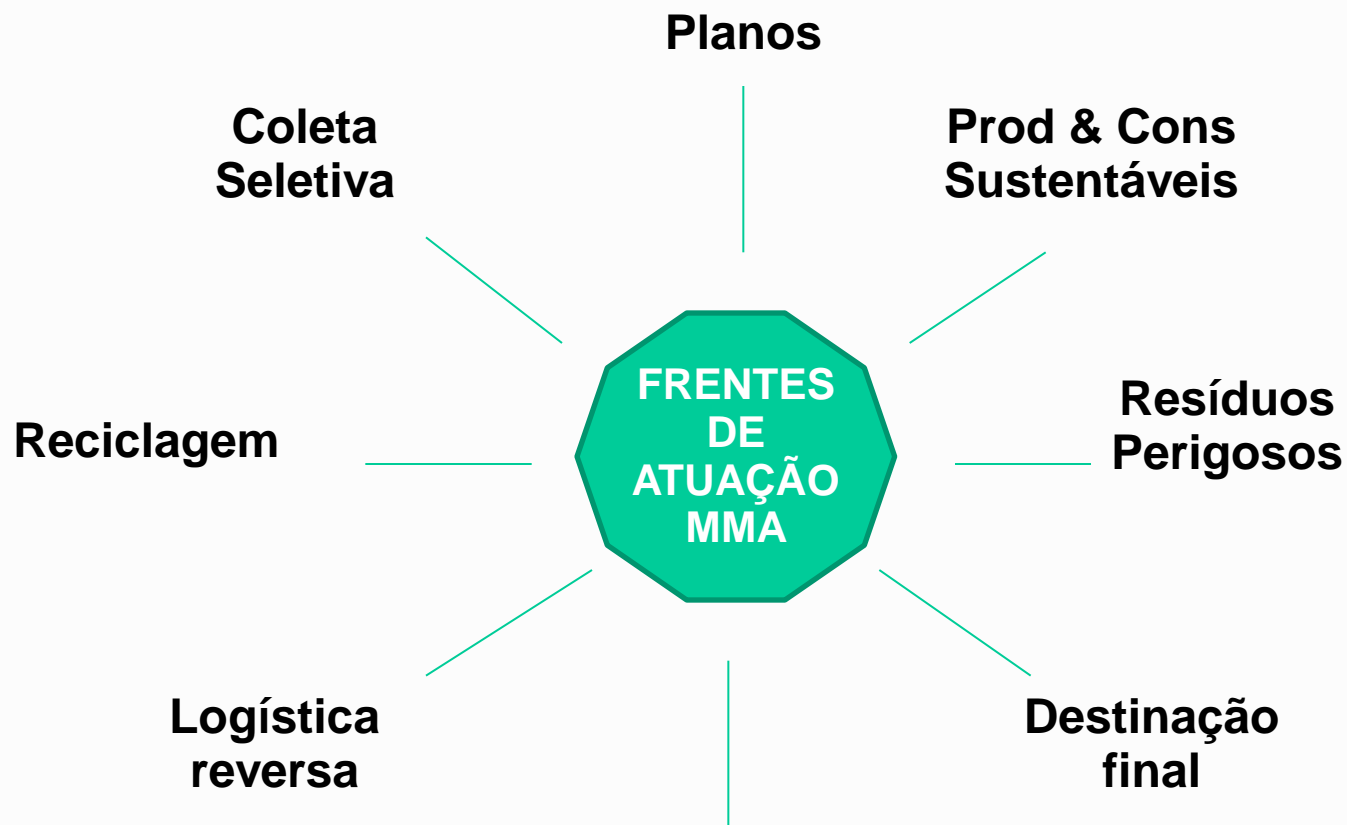 Planos
Coleta
Seletiva
Prod & Cons
Sustentáveis
FRENTES
DE
ATUAÇÃO
MMA
Reciclagem
Resíduos
Perigosos
Logística
reversa
Destinação
final